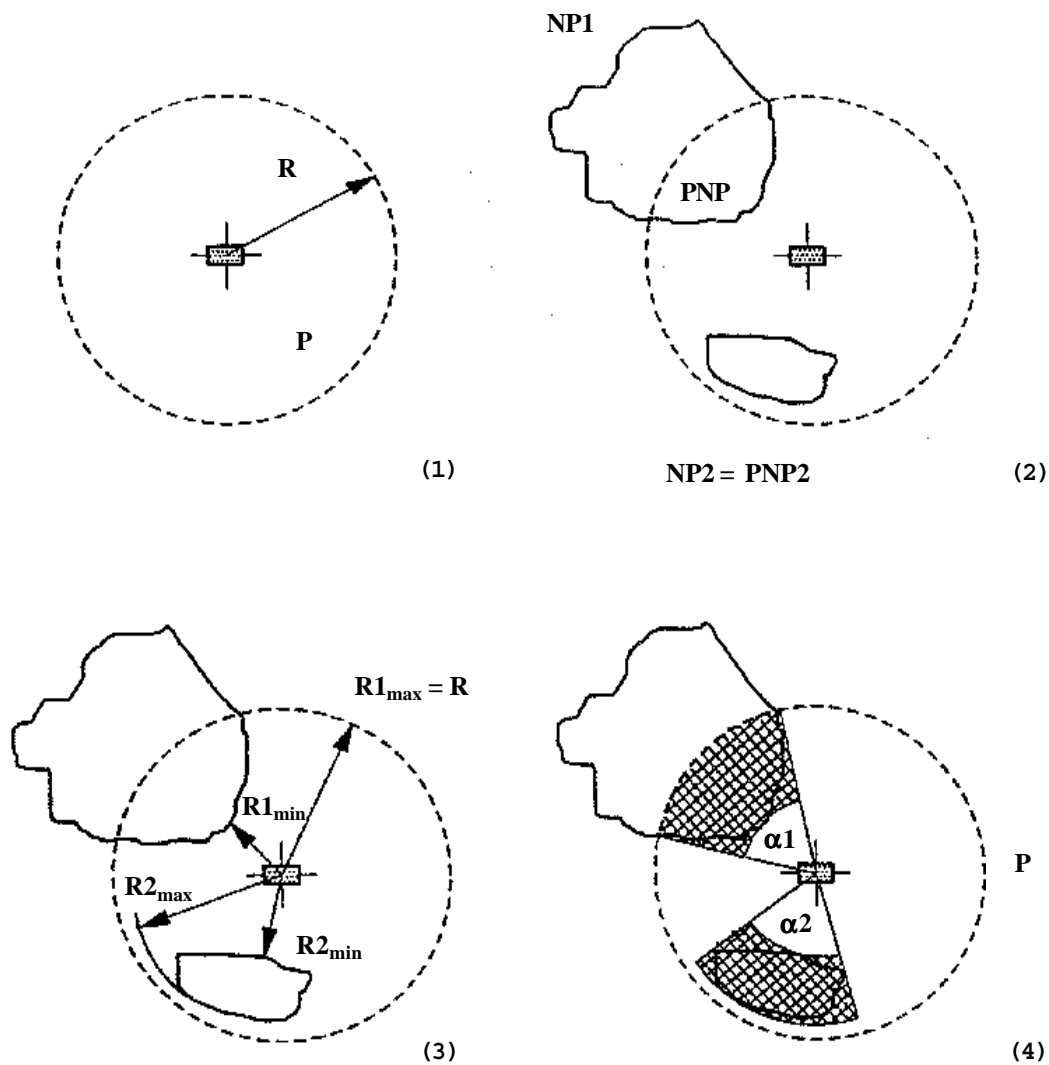 R
P
(1)
NP1
PNP
NP2 = PNP2
(2)
R1max = R
R1min
R2max
R2min
(3)
α1
P
α2
(4)